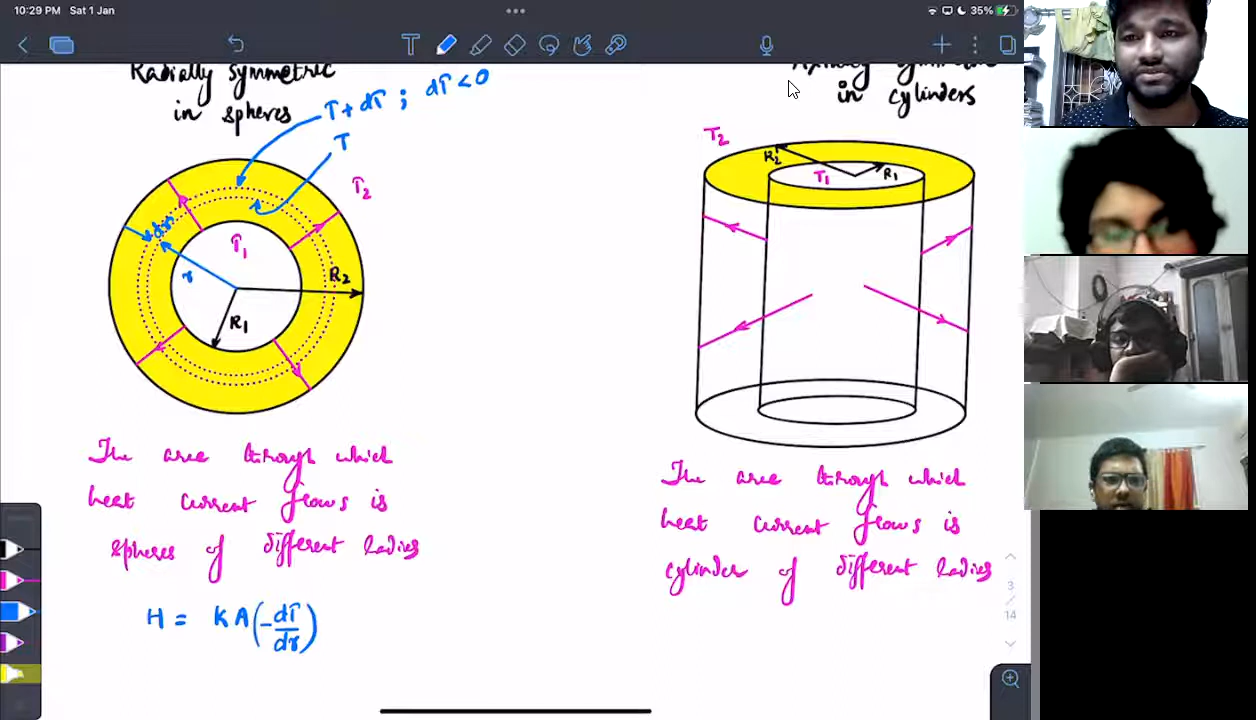 10:29 PM Sat 1 Jan
35%
Radially symmetric
in spheres
T + dT ; dT < 0
T
T2
dr
T1
r
R2
R1
The area through which
heat current flows is
spheres of different radius
H = KA(-dT/dr)
in cylinders
T2
R2
T1
R1
The area through which
heat current flows is
cylinder of different radius
3
/
14